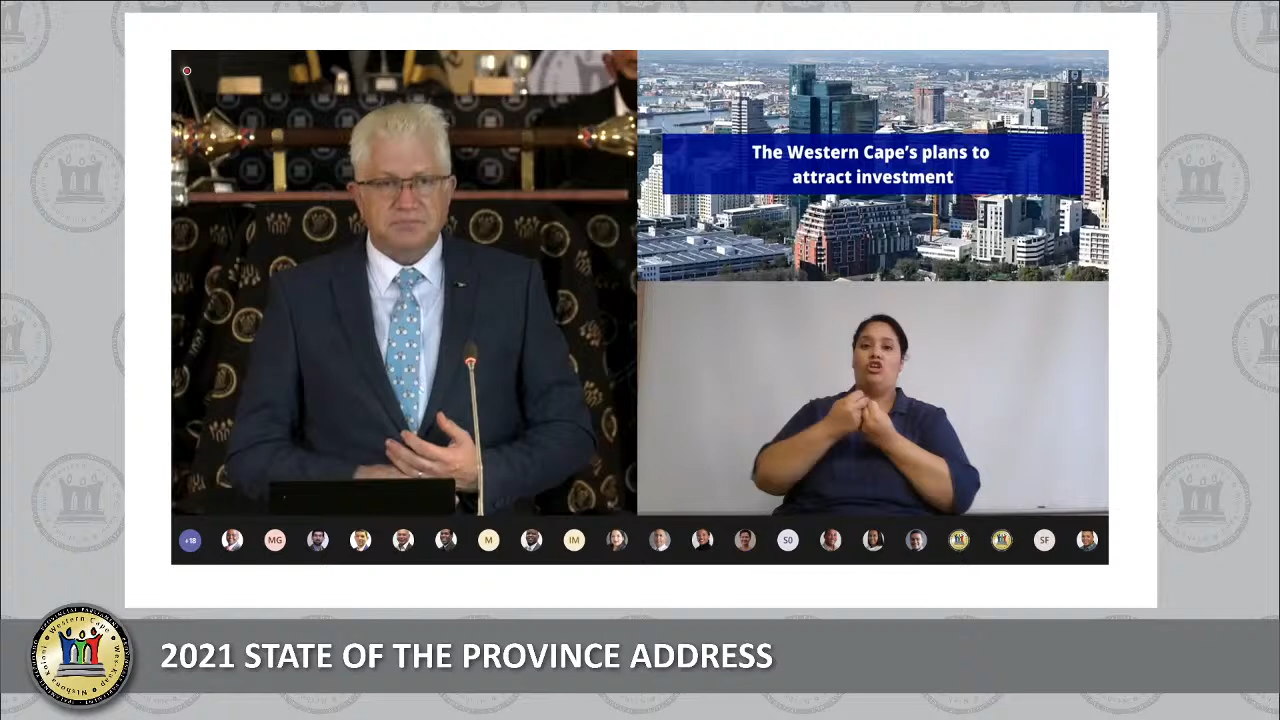 The Western Cape's plans to
attract investment
+18
MG
M
IM
S0
SF
Western Cape
2021 STATE OF THE PROVINCE ADDRESS